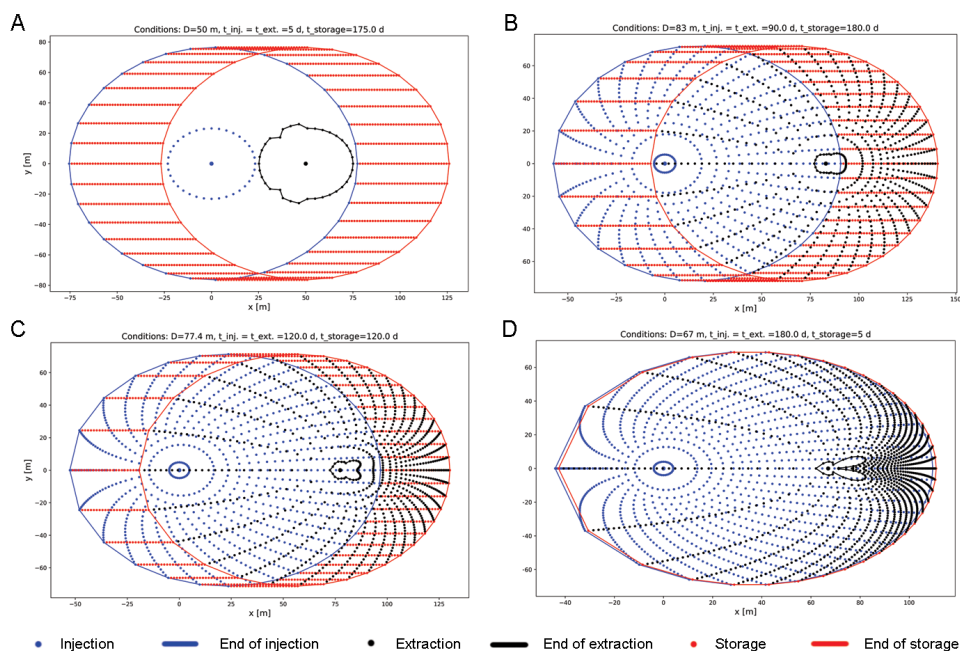 A
Conditions: D=50 m, t_inj. = t_ext. =5 d, t_storage=175.0 d
80
60
40
20
0
−20
−40
−60
−80
y [m]
−75 −50 −25 0 25 50 75 100 125
x [m]
B
Conditions: D=83 m, t_inj. = t_ext. =90.0 d, t_storage=180.0 d
60
40
20
0
−20
−40
−60
y [m]
−50 −25 0 25 50 75 100 125 150
x [m]
C
Conditions: D=77.4 m, t_inj. = t_ext. =120.0 d, t_storage=120.0 d
60
40
20
0
−20
−40
−60
y [m]
−50 −25 0 25 50 75 100 125
x [m]
D
Conditions: D=67 m, t_inj. = t_ext. =180.0 d, t_storage=5 d
60
40
20
0
−20
−40
−60
y [m]
−40 −20 0 20 40 60 80 100
x [m]
Injection End of injection Extraction End of extraction Storage End of storage